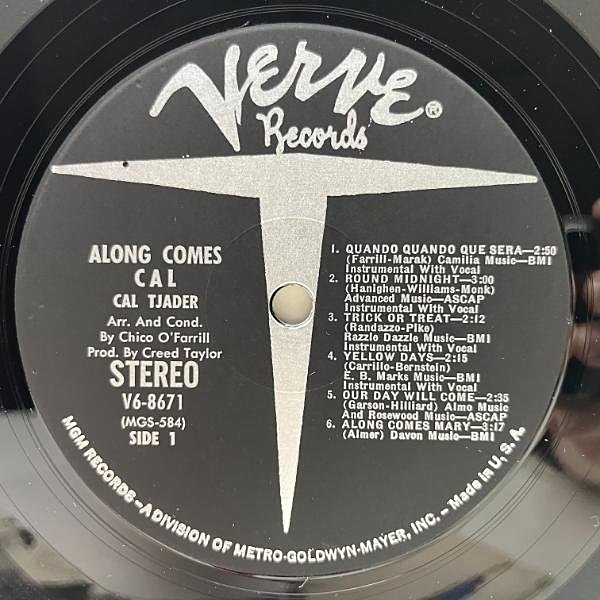 VERVE®
Records
ALONG COMES
CAL
CAL TJADER
Arr. And Cond.
By Chico O'Farrill
Prod. By Creed Taylor
STEREO
V6-8671
(MGS-584)
SIDE 1
1. QUANDO QUANDO QUE SERA—2:50
(Farrill-Marak) Camilia Music—BMI
Instrumental With Vocal
2. ROUND MIDNIGHT—3:00
(Hanighen-Williams-Monk)
Advanced Music—ASCAP
Instrumental With Vocal
3. TRICK OR TREAT—2:12
(Randazzo-Pike)
Razzle Dazzle Music—BMI
Instrumental With Vocal
4. YELLOW DAYS—2:15
(Carrillo-Bernstein)
E. B. Marks Music—BMI
Instrumental With Vocal
5. OUR DAY WILL COME—2:35
(Garson-Hilliard) Almo Music
And Rosewood Music—ASCAP
6. ALONG COMES MARY—3:17
(Almer) Davon Music—BMI
MGM RECORDS—A DIVISION OF METRO-GOLDWYN-MAYER, INC. – Made in U. S. A.